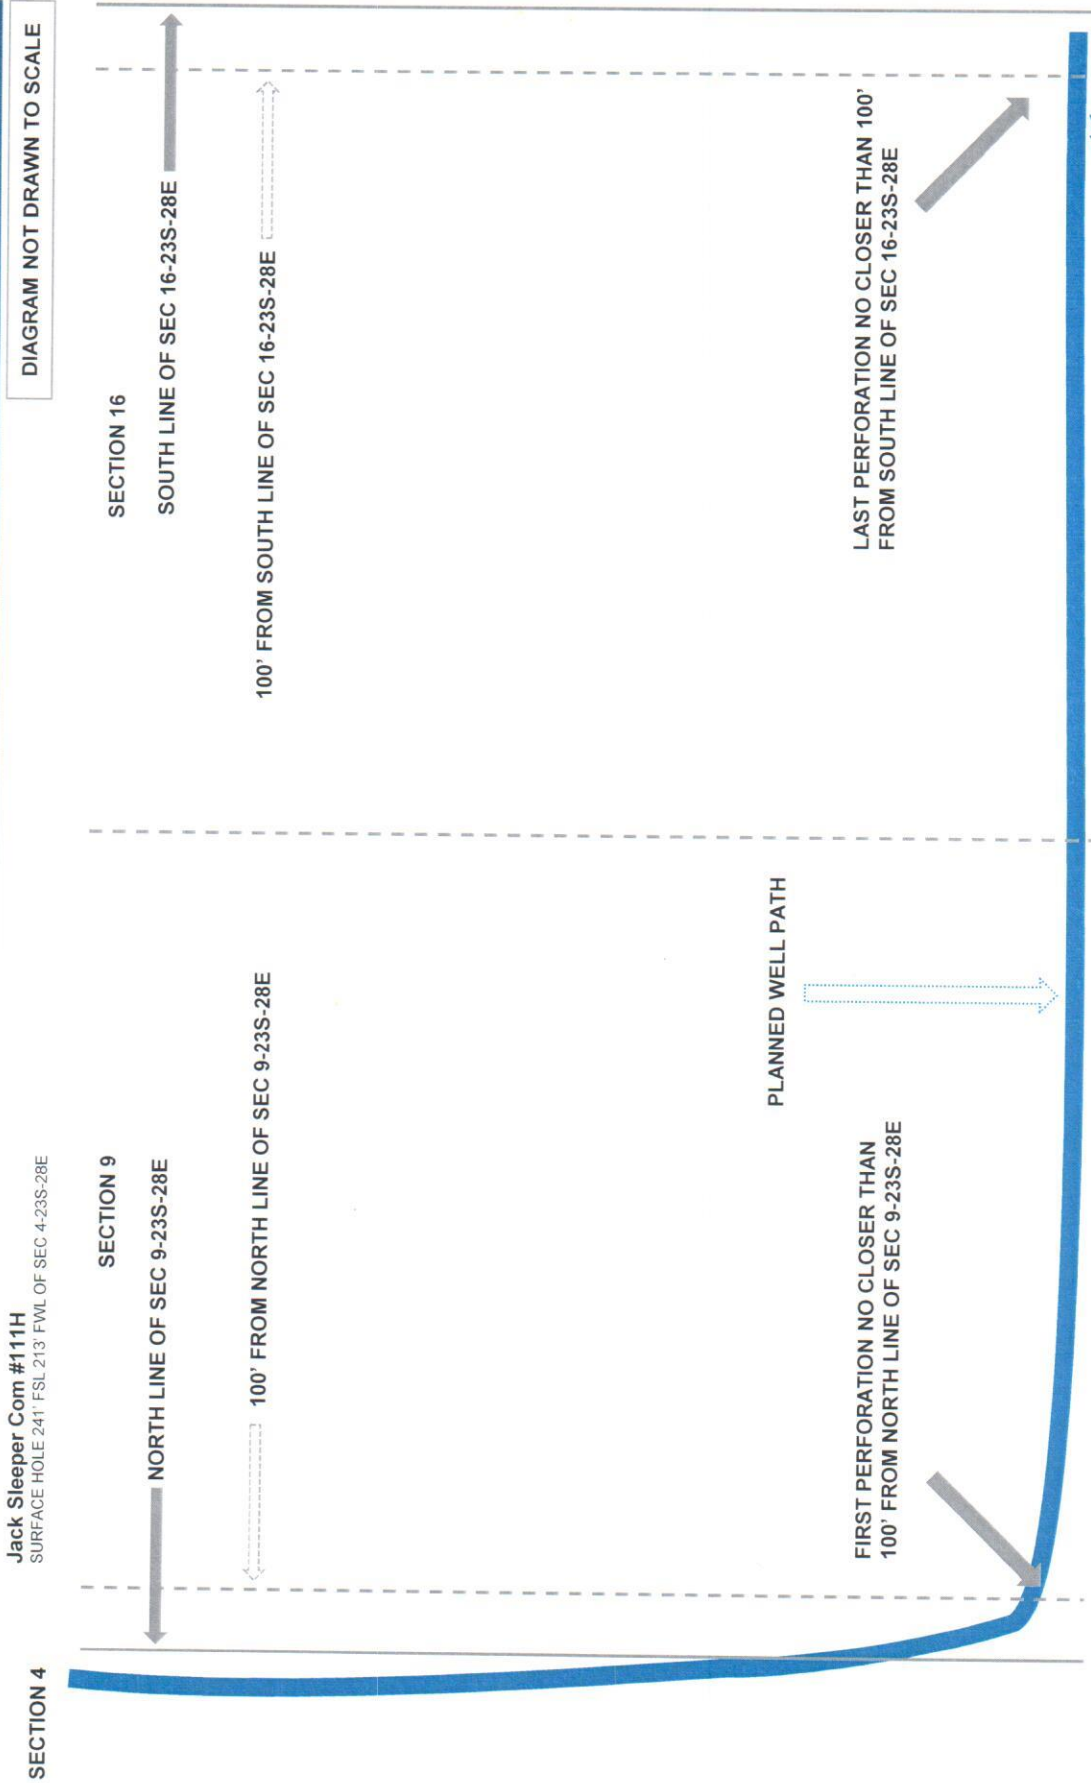 DIAGRAM NOT DRAWN TO SCALE
Jack Sleeper Com #111H
SURFACE HOLE 241' FSL 213' FWL OF SEC 4-23S-28E
SECTION 4
SECTION 9
SECTION 16
NORTH LINE OF SEC 9-23S-28E
SOUTH LINE OF SEC 16-23S-28E
100' FROM NORTH LINE OF SEC 9-23S-28E
100' FROM SOUTH LINE OF SEC 16-23S-28E
PLANNED WELL PATH
FIRST PERFORATION NO CLOSER THAN
100' FROM NORTH LINE OF SEC 9-23S-28E
LAST PERFORATION NO CLOSER THAN 100'
FROM SOUTH LINE OF SEC 16-23S-28E